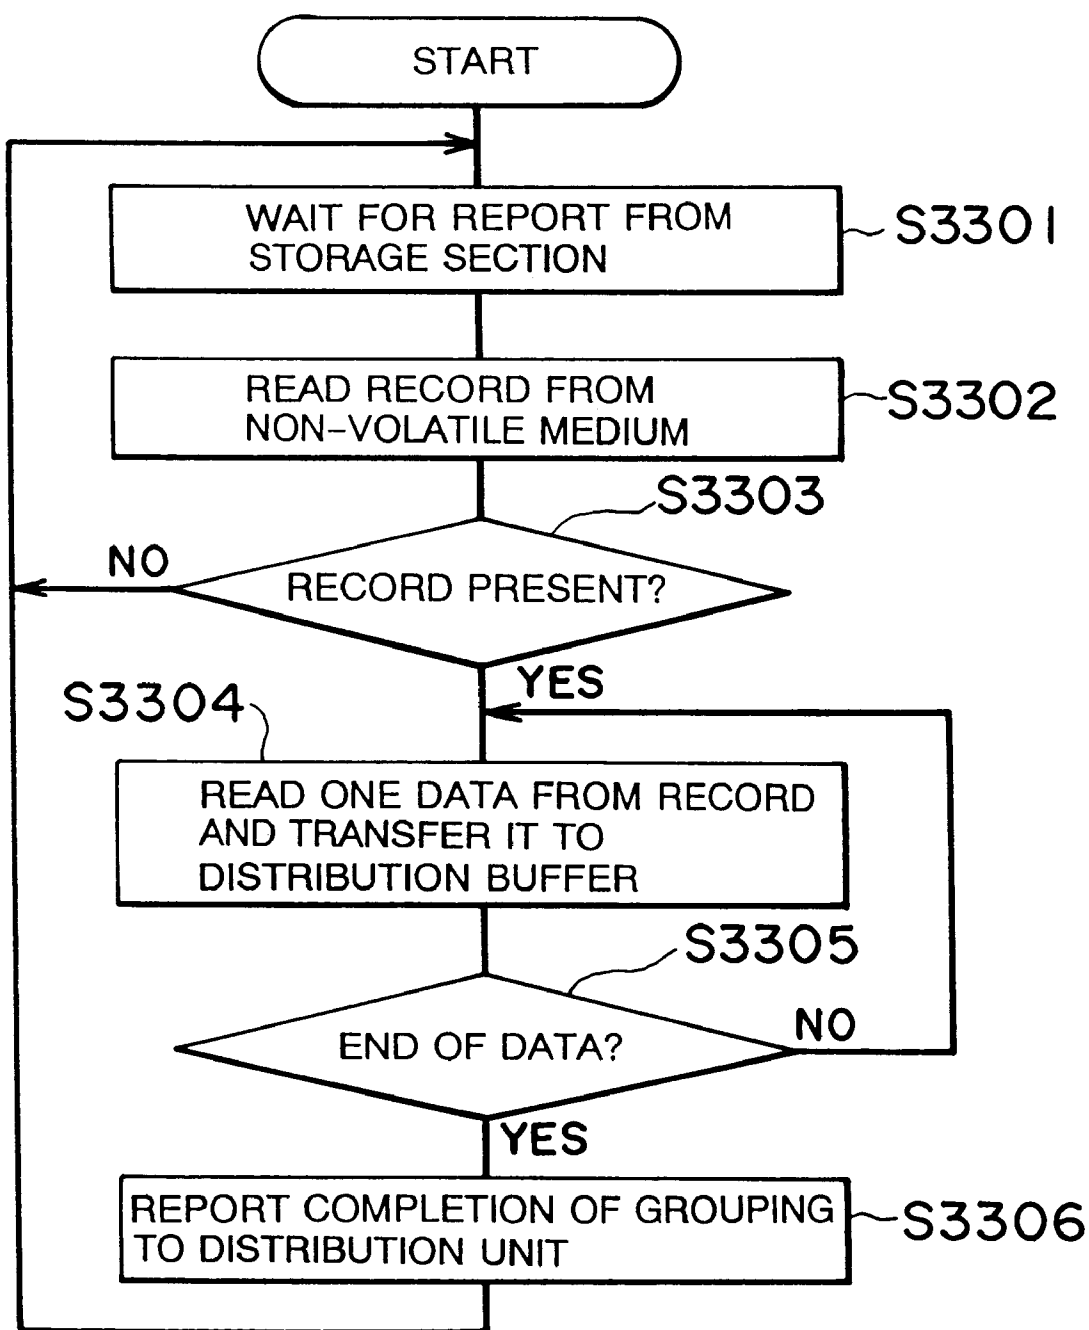 START
WAIT FOR REPORT FROM
STORAGE SECTION
S3301
READ RECORD FROM
NON-VOLATILE MEDIUM
S3302
S3303
NO
RECORD PRESENT?
YES
S3304
READ ONE DATA FROM RECORD
AND TRANSFER IT TO
DISTRIBUTION BUFFER
S3305
END OF DATA?
NO
YES
REPORT COMPLETION OF GROUPING
TO DISTRIBUTION UNIT
S3306